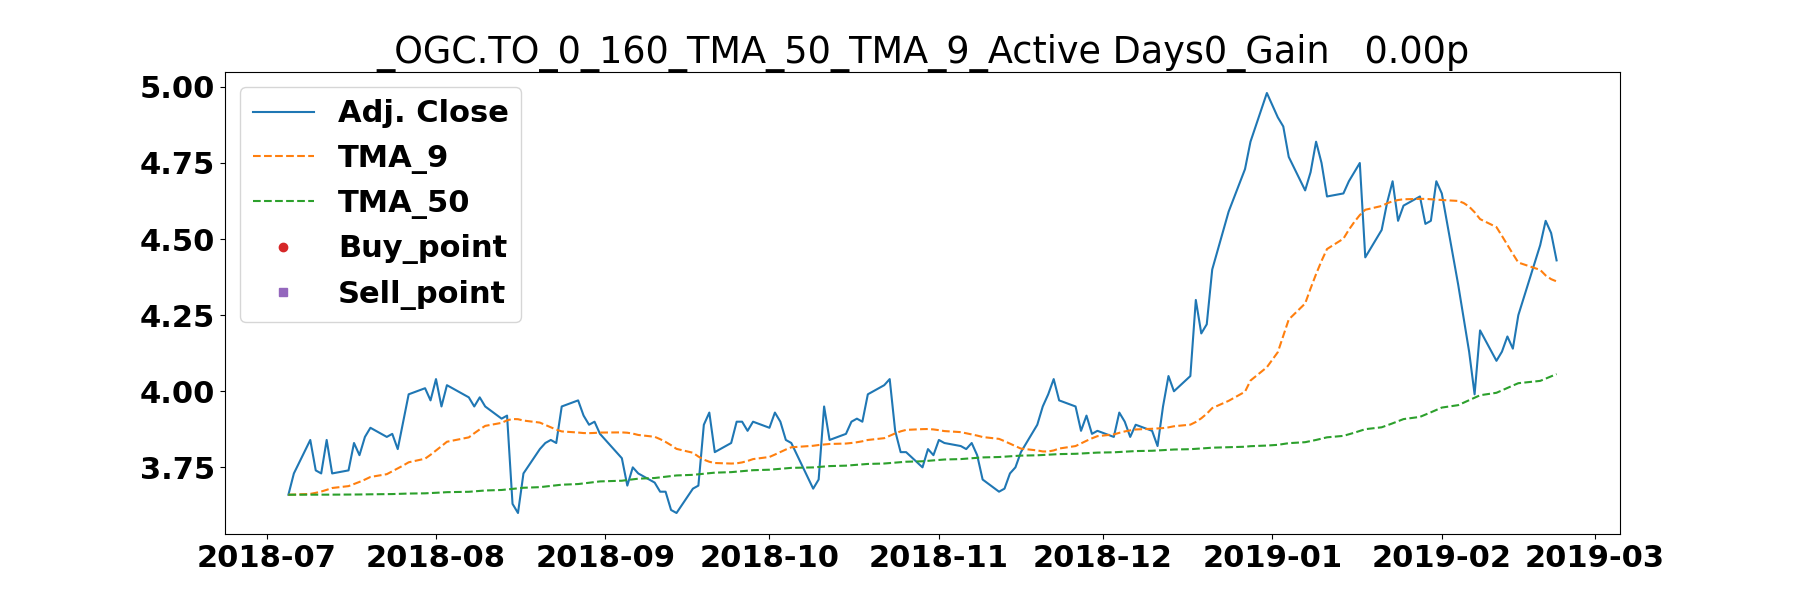 _OGC.TO_0_160_TMA_50_TMA_9_Active Days0_Gain   0.00p
5.00
4.75
4.50
4.25
4.00
3.75
Adj. Close
TMA_9
TMA_50
Buy_point
Sell_point
2018-07 2018-08 2018-09 2018-10 2018-11 2018-12 2019-01 2019-02 2019-03